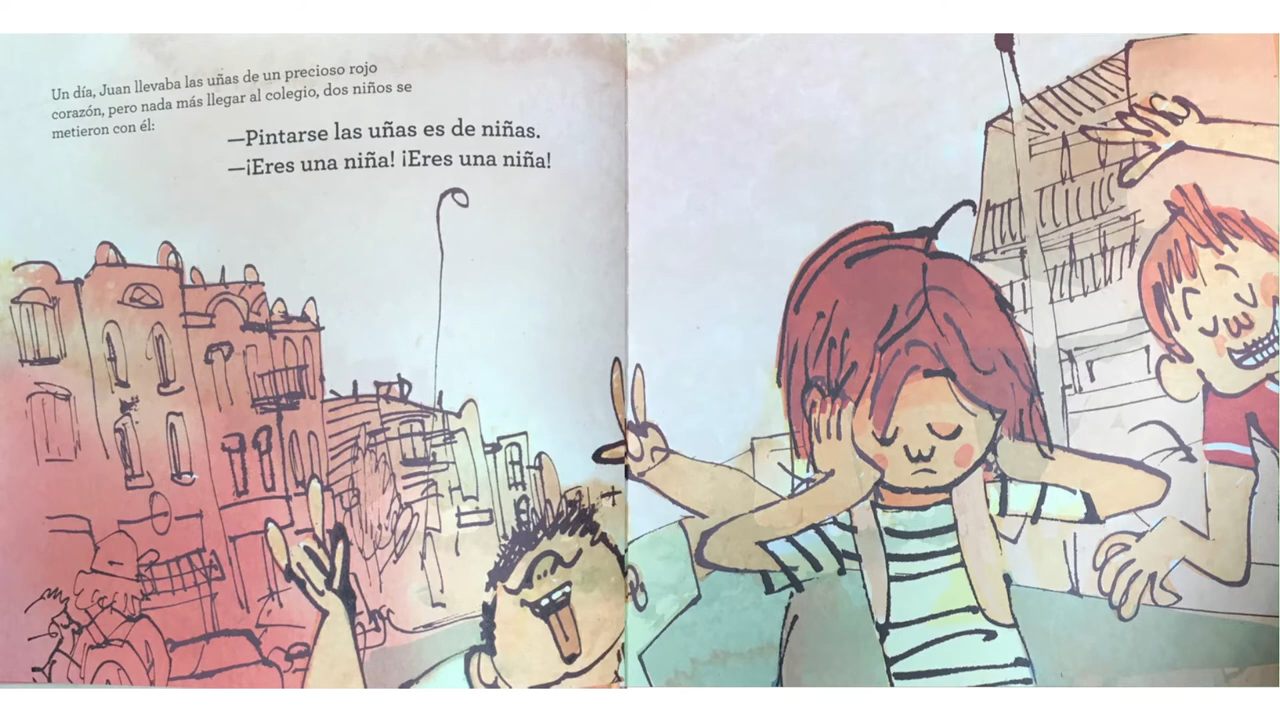 Un día, Juan llevaba las uñas de un precioso rojo
corazón, pero nada más llegar al colegio, dos niños se
metieron con él:
—Pintarse las uñas es de niñas.
—¡Eres una niña! ¡Eres una niña!